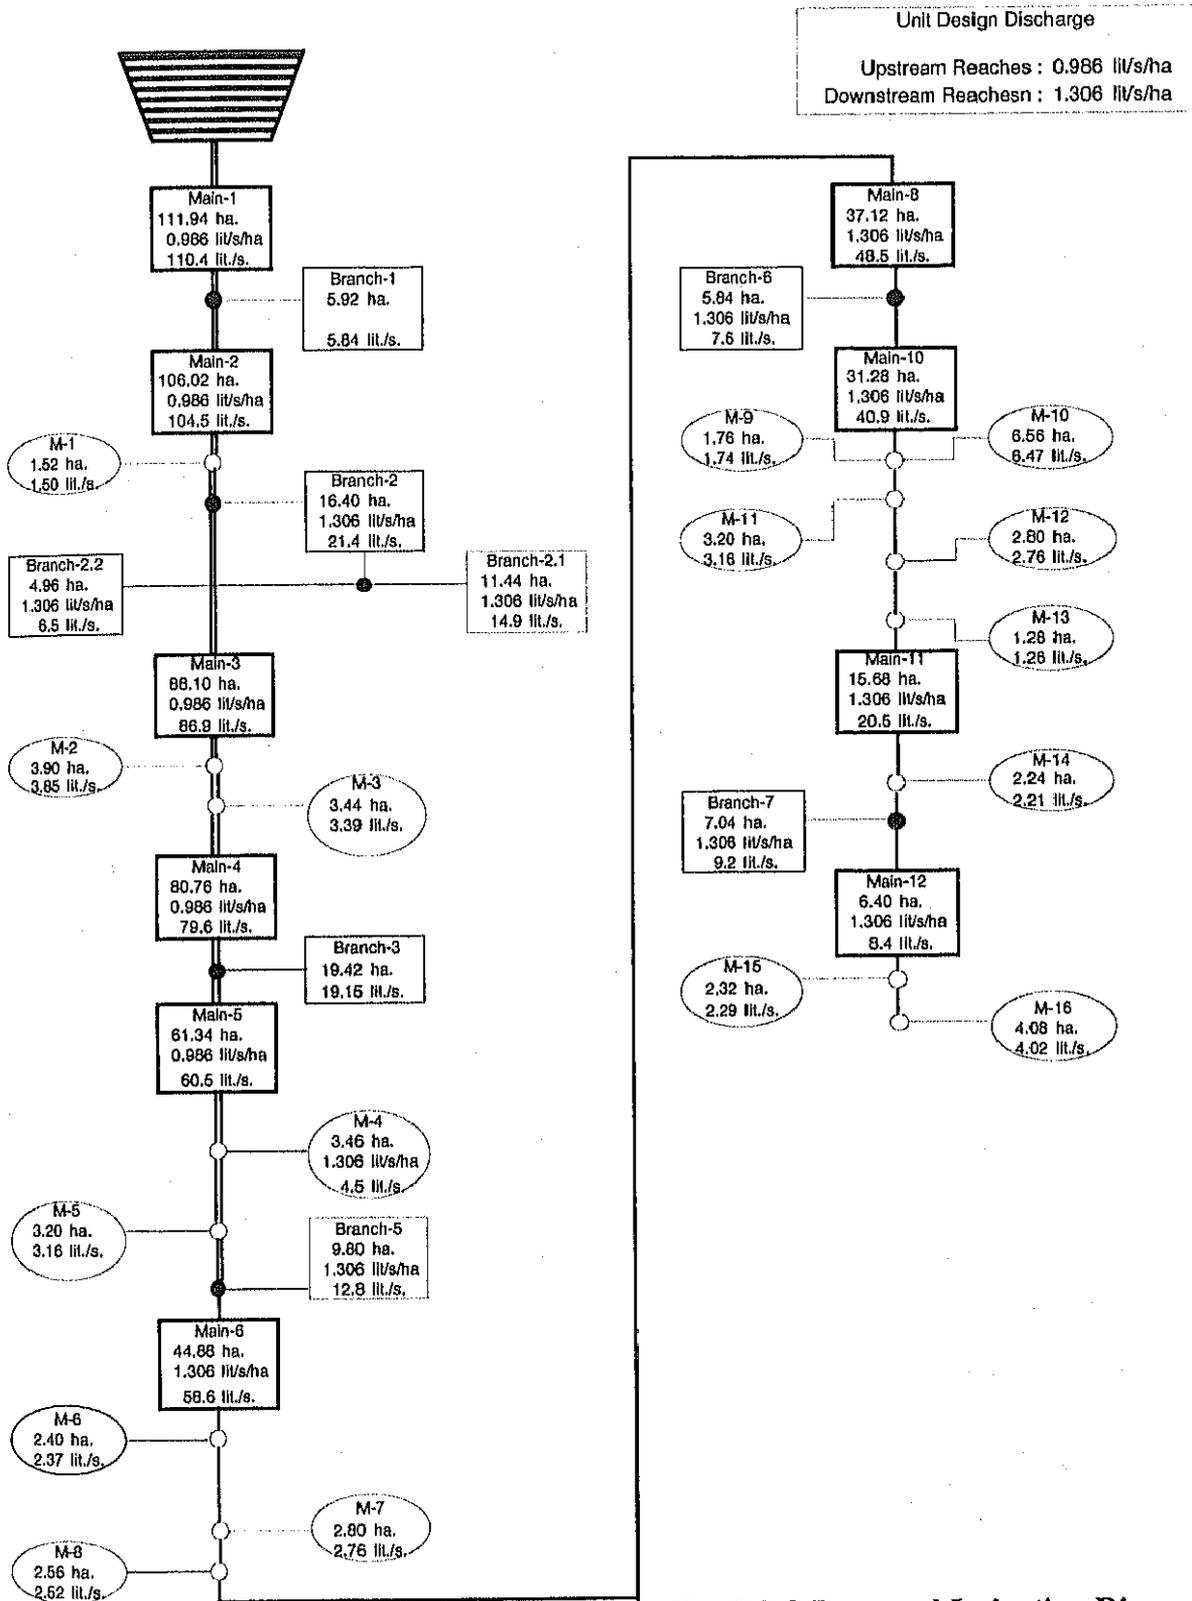 Unit Design Discharge
Upstream Reaches : 0.986 lit/s/ha
Downstream Reachesn : 1.306 lit/s/ha
Main-1
111.94 ha.
0.986 lit/s/ha
110.4 lit./s.
Branch-1
5.92 ha.
5.84 lit./s.
Main-2
106.02 ha.
0.986 lit/s/ha
104.5 lit./s.
M-1
1.52 ha.
1.50 lit./s.
Branch-2
16.40 ha.
1.306 lit/s/ha
21.4 lit./s.
Branch-2.2
4.96 ha.
1.306 lit/s/ha
6.5 lit./s.
Branch-2.1
11.44 ha.
1.306 lit/s/ha
14.9 lit./s.
Main-3
88.10 ha.
0.986 lit/s/ha
86.9 lit./s.
M-2
3.90 ha.
3.85 lit./s.
M-3
3.44 ha.
3.39 lit./s.
Main-4
80.76 ha.
0.986 lit/s/ha
79.6 lit./s.
Branch-3
19.42 ha.
19.15 lit./s.
Main-5
61.34 ha.
0.986 lit/s/ha
60.5 lit./s.
M-4
3.46 ha.
1.306 lit/s/ha
4.5 lit./s.
M-5
3.20 ha.
3.16 lit./s.
Branch-5
9.80 ha.
1.306 lit/s/ha
12.8 lit./s.
Main-6
44.88 ha.
1.306 lit/s/ha
58.6 lit./s.
M-6
2.40 ha.
2.37 lit./s.
M-7
2.80 ha.
2.76 lit./s.
M-8
2.56 ha.
2.52 lit./s.
Main-8
37.12 ha.
1.306 lit/s/ha
48.5 lit./s.
Branch-6
5.84 ha.
1.306 lit/s/ha
7.6 lit./s.
Main-10
31.28 ha.
1.306 lit/s/ha
40.9 lit./s.
M-9
1.76 ha.
1.74 lit./s.
M-10
6.56 ha.
6.47 lit./s.
M-11
3.20 ha.
3.16 lit./s.
M-12
2.80 ha.
2.76 lit./s.
M-13
1.28 ha.
1.26 lit./s.
Main-11
15.68 ha.
1.306 lit/s/ha
20.5 lit./s.
M-14
2.24 ha.
2.21 lit./s.
Branch-7
7.04 ha.
1.306 lit/s/ha
9.2 lit./s.
Main-12
6.40 ha.
1.306 lit/s/ha
8.4 lit./s.
M-15
2.32 ha.
2.29 lit./s.
M-16
4.08 ha.
4.02 lit./s.